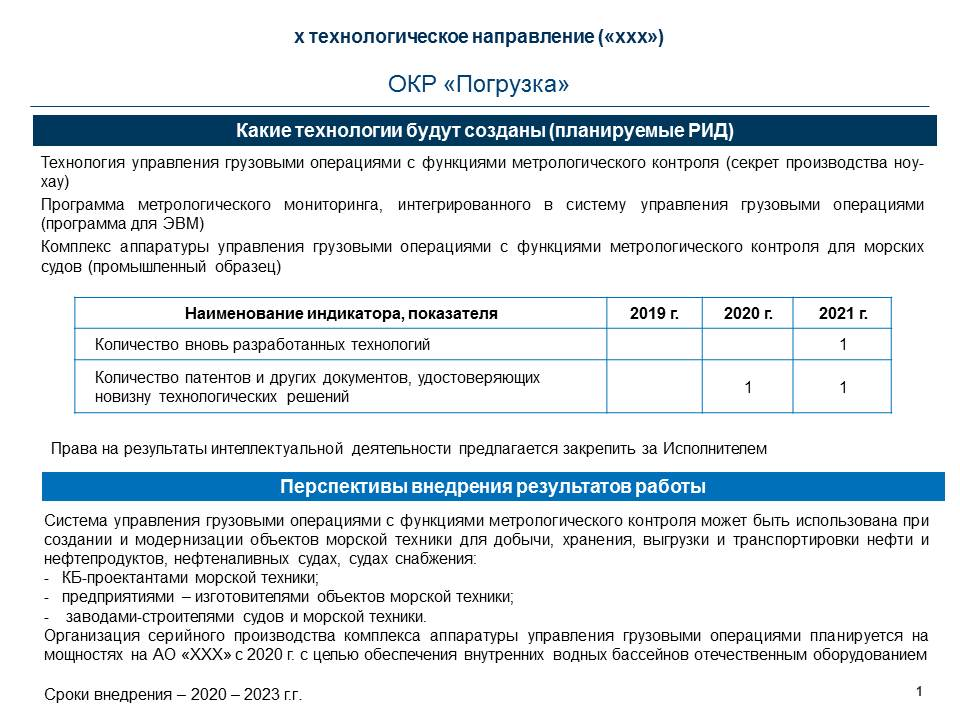 х технологическое направление («ххх»)
ОКР «Погрузка»
Какие технологии будут созданы (планируемые РИД)
Технология управления грузовыми операциями с функциями метрологического контроля (секрет производства ноу-
хау)
Программа метрологического мониторинга, интегрированного в систему управления грузовыми операциями
(программа для ЭВМ)
Комплекс аппаратуры управления грузовыми операциями с функциями метрологического контроля для морских
судов (промышленный образец)
Наименование индикатора, показателя 2019 г. 2020 г. 2021 г.
Количество вновь разработанных технологий 1
Количество патентов и других документов, удостоверяющих
новизну технологических решений 1 1
Права на результаты интеллектуальной деятельности предлагается закрепить за Исполнителем
Перспективы внедрения результатов работы
Система управления грузовыми операциями с функциями метрологического контроля может быть использована при
создании и модернизации объектов морской техники для добычи, хранения, выгрузки и транспортировки нефти и
нефтепродуктов, нефтеналивных судах, судах снабжения:
- КБ-проектантами морской техники;
- предприятиями – изготовителями объектов морской техники;
- заводами-строителями судов и морской техники.
Организация серийного производства комплекса аппаратуры управления грузовыми операциями планируется на
мощностях на АО «ХХХ» с 2020 г. с целью обеспечения внутренних водных бассейнов отечественным оборудованием
Сроки внедрения – 2020 – 2023 г.г.
1